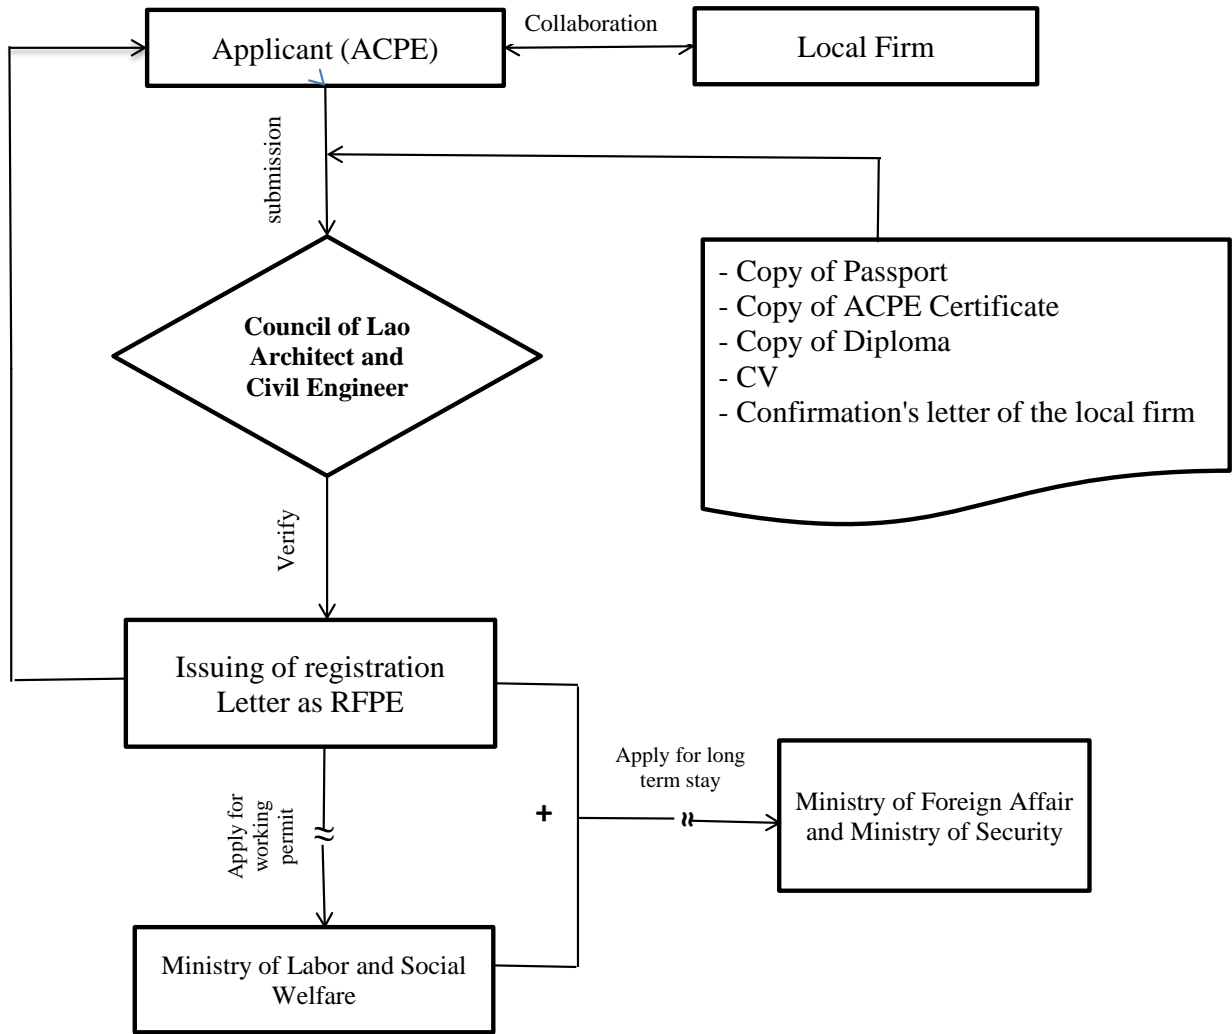 Collaboration
Applicant (ACPE)
Local Firm
submission
- Copy of Passport
- Copy of ACPE Certificate
- Copy of Diploma
- CV
- Confirmation's letter of the local firm
Council of Lao
Architect and
Civil Engineer
Verify
Issuing of registration
Letter as RFPE
Apply for long
term stay
Apply for
working
permit
+
Ministry of Foreign Affair
and Ministry of Security
Ministry of Labor and Social
Welfare